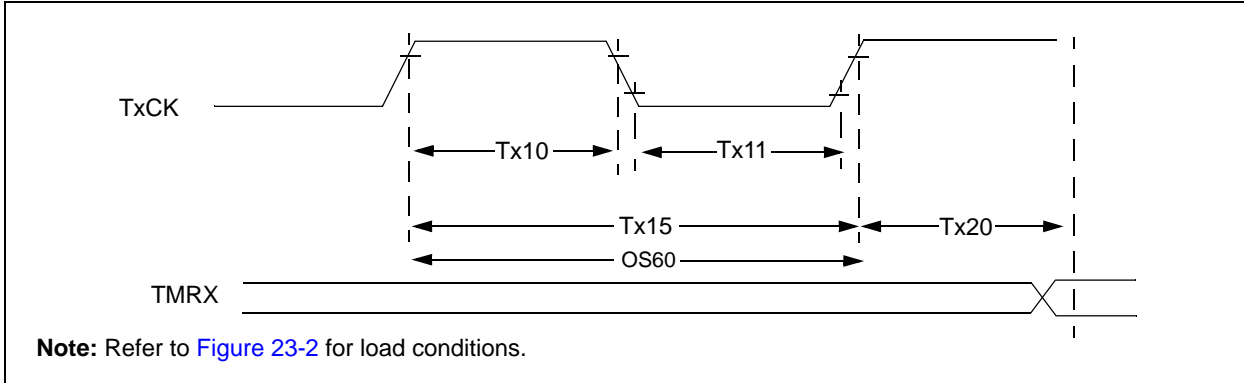 TxCK
Tx10
Tx11
Tx15
Tx20
OS60
TMRX
Note: Refer to Figure 23-2 for load conditions.